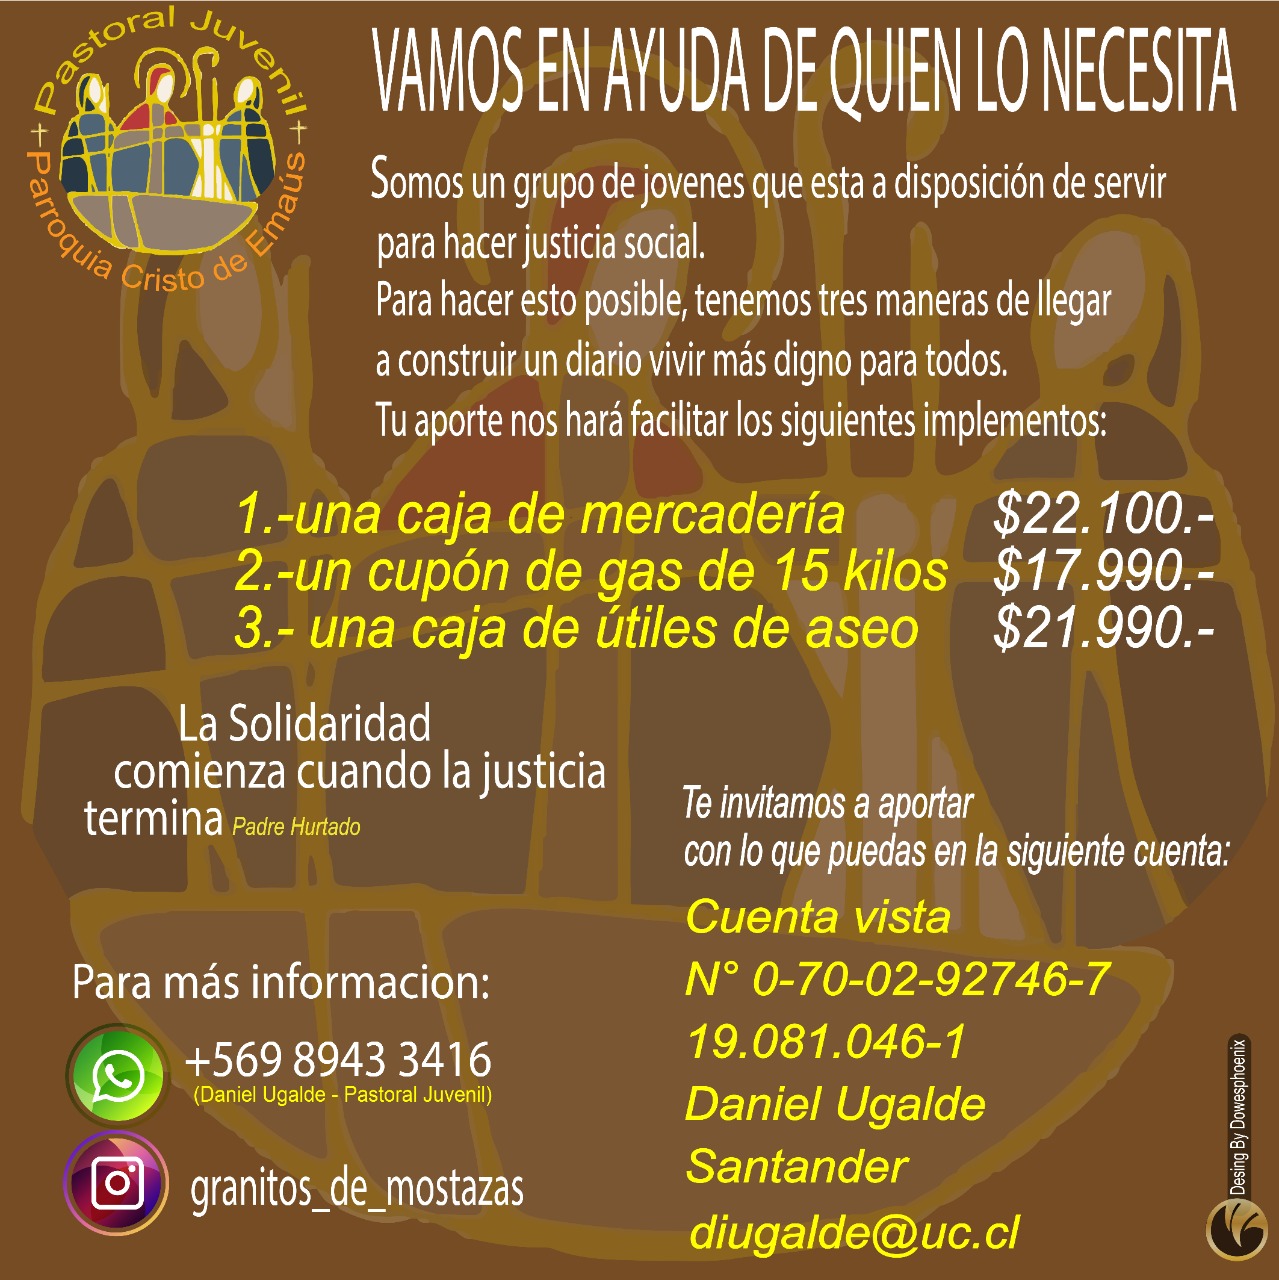 Pastoral Juvenil
Parroquia Cristo de Emaús
VAMOS EN AYUDA DE QUIEN LO NECESITA
Somos un grupo de jovenes que esta a disposición de servir
para hacer justicia social.
Para hacer esto posible, tenemos tres maneras de llegar
a construir un diario vivir más digno para todos.
Tu aporte nos hará facilitar los siguientes implementos:
1.-una caja de mercadería $22.100.-
2.-un cupón de gas de 15 kilos $17.990.-
3.- una caja de útiles de aseo $21.990.-
La Solidaridad
comienza cuando la justicia
termina Padre Hurtado
Te invitamos a aportar
con lo que puedas en la siguiente cuenta:
Cuenta vista
N° 0-70-02-92746-7
19.081.046-1
Daniel Ugalde
Santander
diugalde@uc.cl
Para más informacion:
+569 8943 3416
(Daniel Ugalde - Pastoral Juvenil)
granitos_de_mostazas
Desing By Dowesphoenix